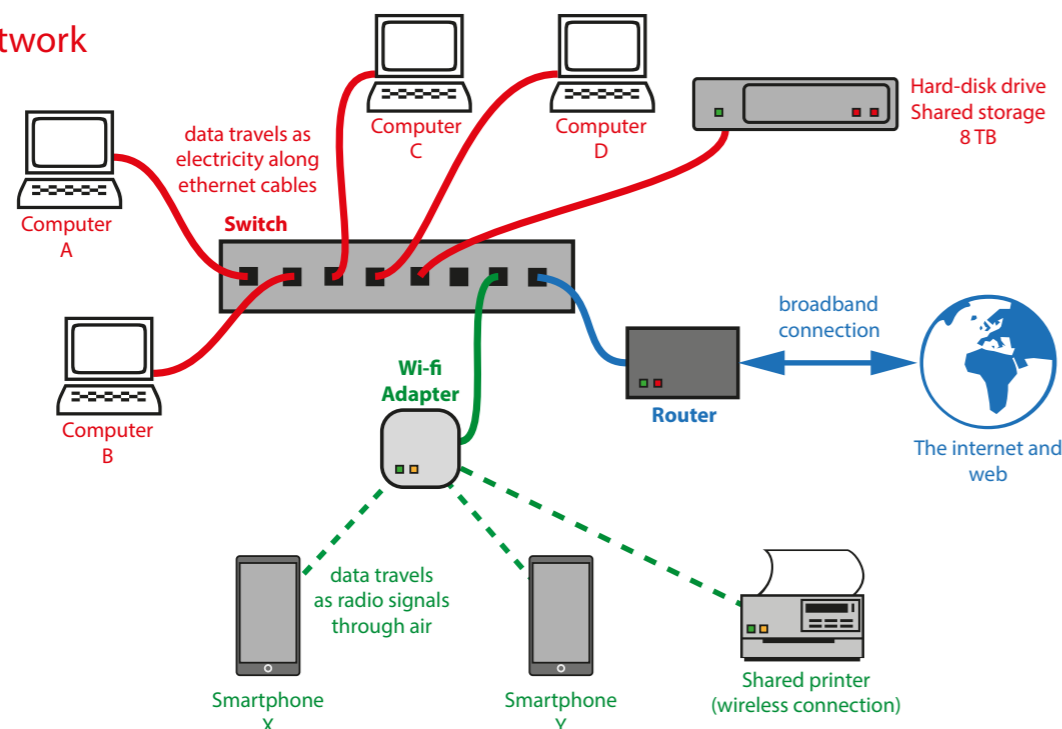 Computer
C
Computer
D
Hard-disk drive
Shared storage
8 TB
data travels as
electricity along
ethernet cables
Computer
A
Switch
broadband
connection
Wi-fi
Adapter
Router
Computer
B
The internet and
web
data travels
as radio signals
through air
Smartphone
X
Smartphone
Y
Shared printer
(wireless connection)